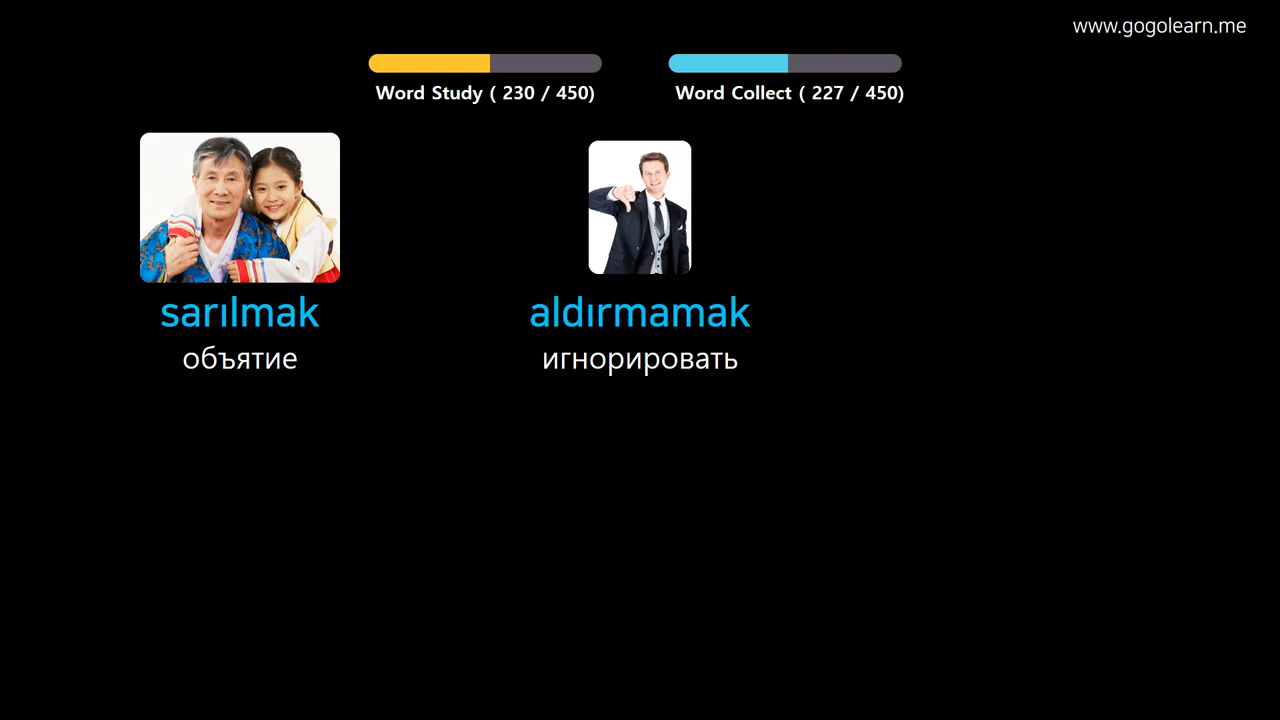 www.gogolearn.me
Word Study ( 230 / 450)
Word Collect ( 227 / 450)
sarılmak
объятие
aldırmamak
игнорировать